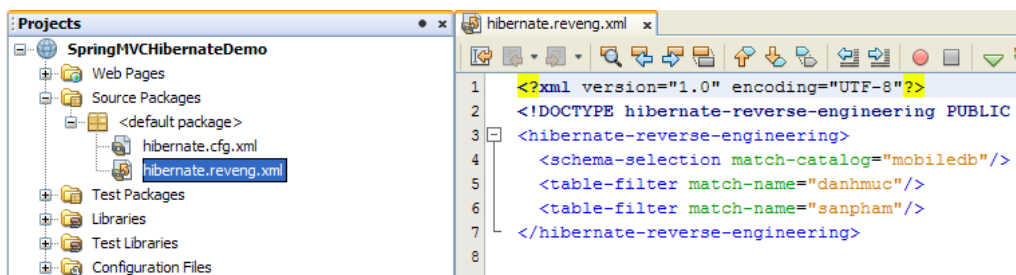 Projects
SpringMVCHibernateDemo
Web Pages
Source Packages
<default package>
hibernate.cfg.xml
hibernate.reveng.xml
Test Packages
Libraries
Test Libraries
Configuration Files
hibernate.reveng.xml
1 <?xml version="1.0" encoding="UTF-8"?>
2 <!DOCTYPE hibernate-reverse-engineering PUBLIC
3 <hibernate-reverse-engineering>
4 <schema-selection match-catalog="mobiledb"/>
5 <table-filter match-name="danhmuc"/>
6 <table-filter match-name="sanpham"/>
7 </hibernate-reverse-engineering>
8